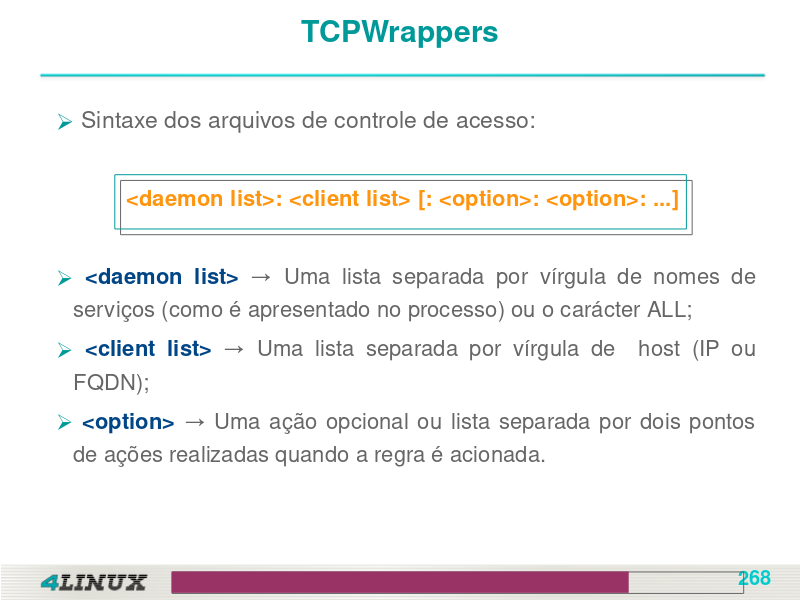 TCPWrappers
Sintaxe dos arquivos de controle de acesso:
<daemon list>: <client list> [: <option>: <option>: ...]
<daemon list> → Uma lista separada por vírgula de nomes de
serviços (como é apresentado no processo) ou o carácter ALL;
<client list> → Uma lista separada por vírgula de host (IP ou
FQDN);
<option> → Uma ação opcional ou lista separada por dois pontos
de ações realizadas quando a regra é acionada.
4LINUX
268